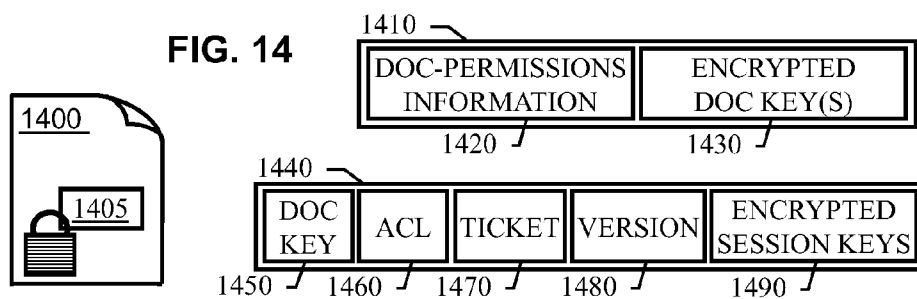 FIG. 14
1410
DOC-PERMISSIONS INFORMATION
ENCRYPTED DOC KEY(S)
1420
1430
1400
1405
1440
DOC KEY
ACL
TICKET
VERSION
ENCRYPTED SESSION KEYS
1450
1460
1470
1480
1490